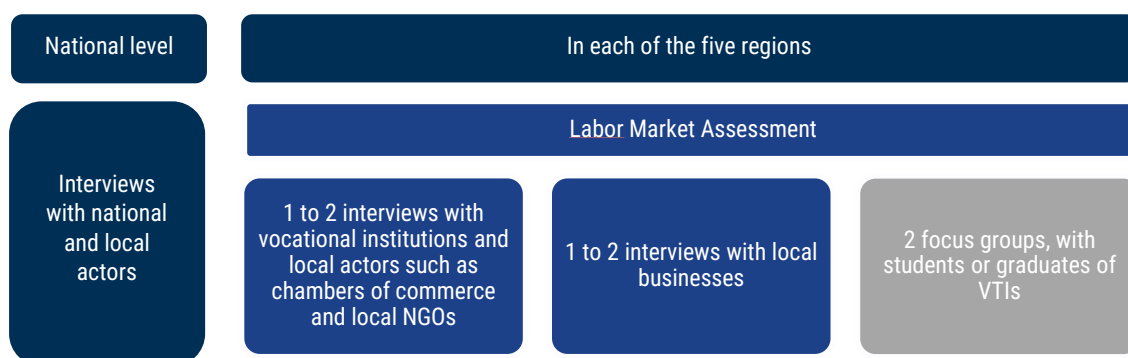 National level
In each of the five regions
Labor Market Assessment
Interviews
with national
and local
actors
1 to 2 interviews with
vocational institutions and
local actors such as
chambers of commerce
and local NGOs
1 to 2 interviews with local
businesses
2 focus groups, with
students or graduates of
VTIs